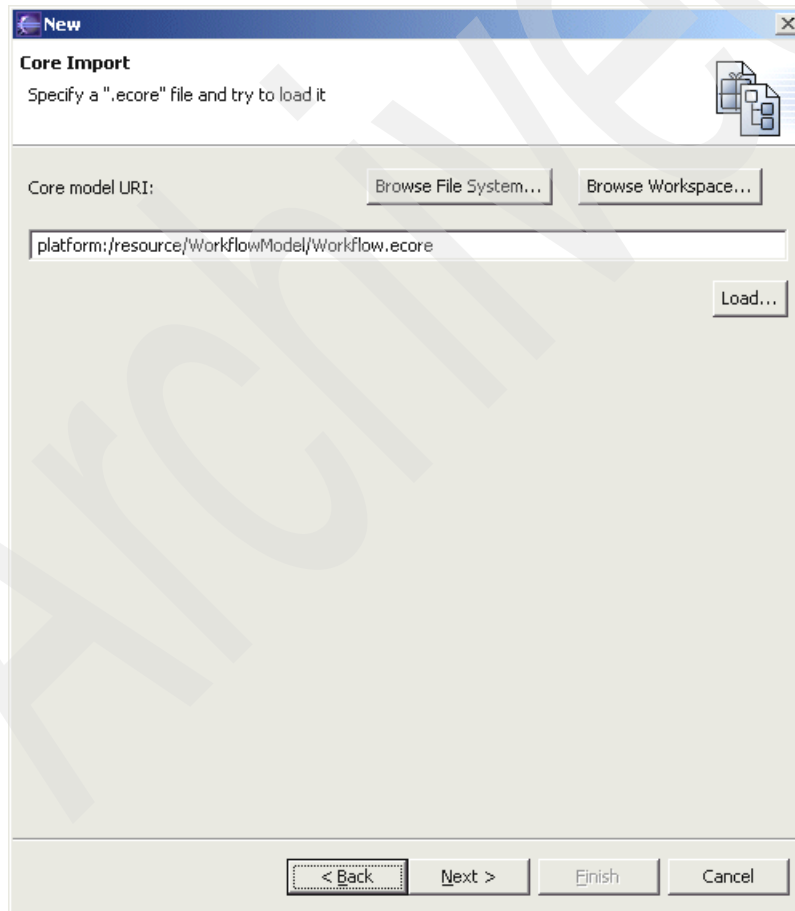 New
Core Import
Specify a ".ecore" file and try to load it
Core model URI:
Browse File System...
Browse Workspace...
platform:/resource/WorkflowModel/Workflow.ecore
Load...
< Back
Next >
Finish
Cancel